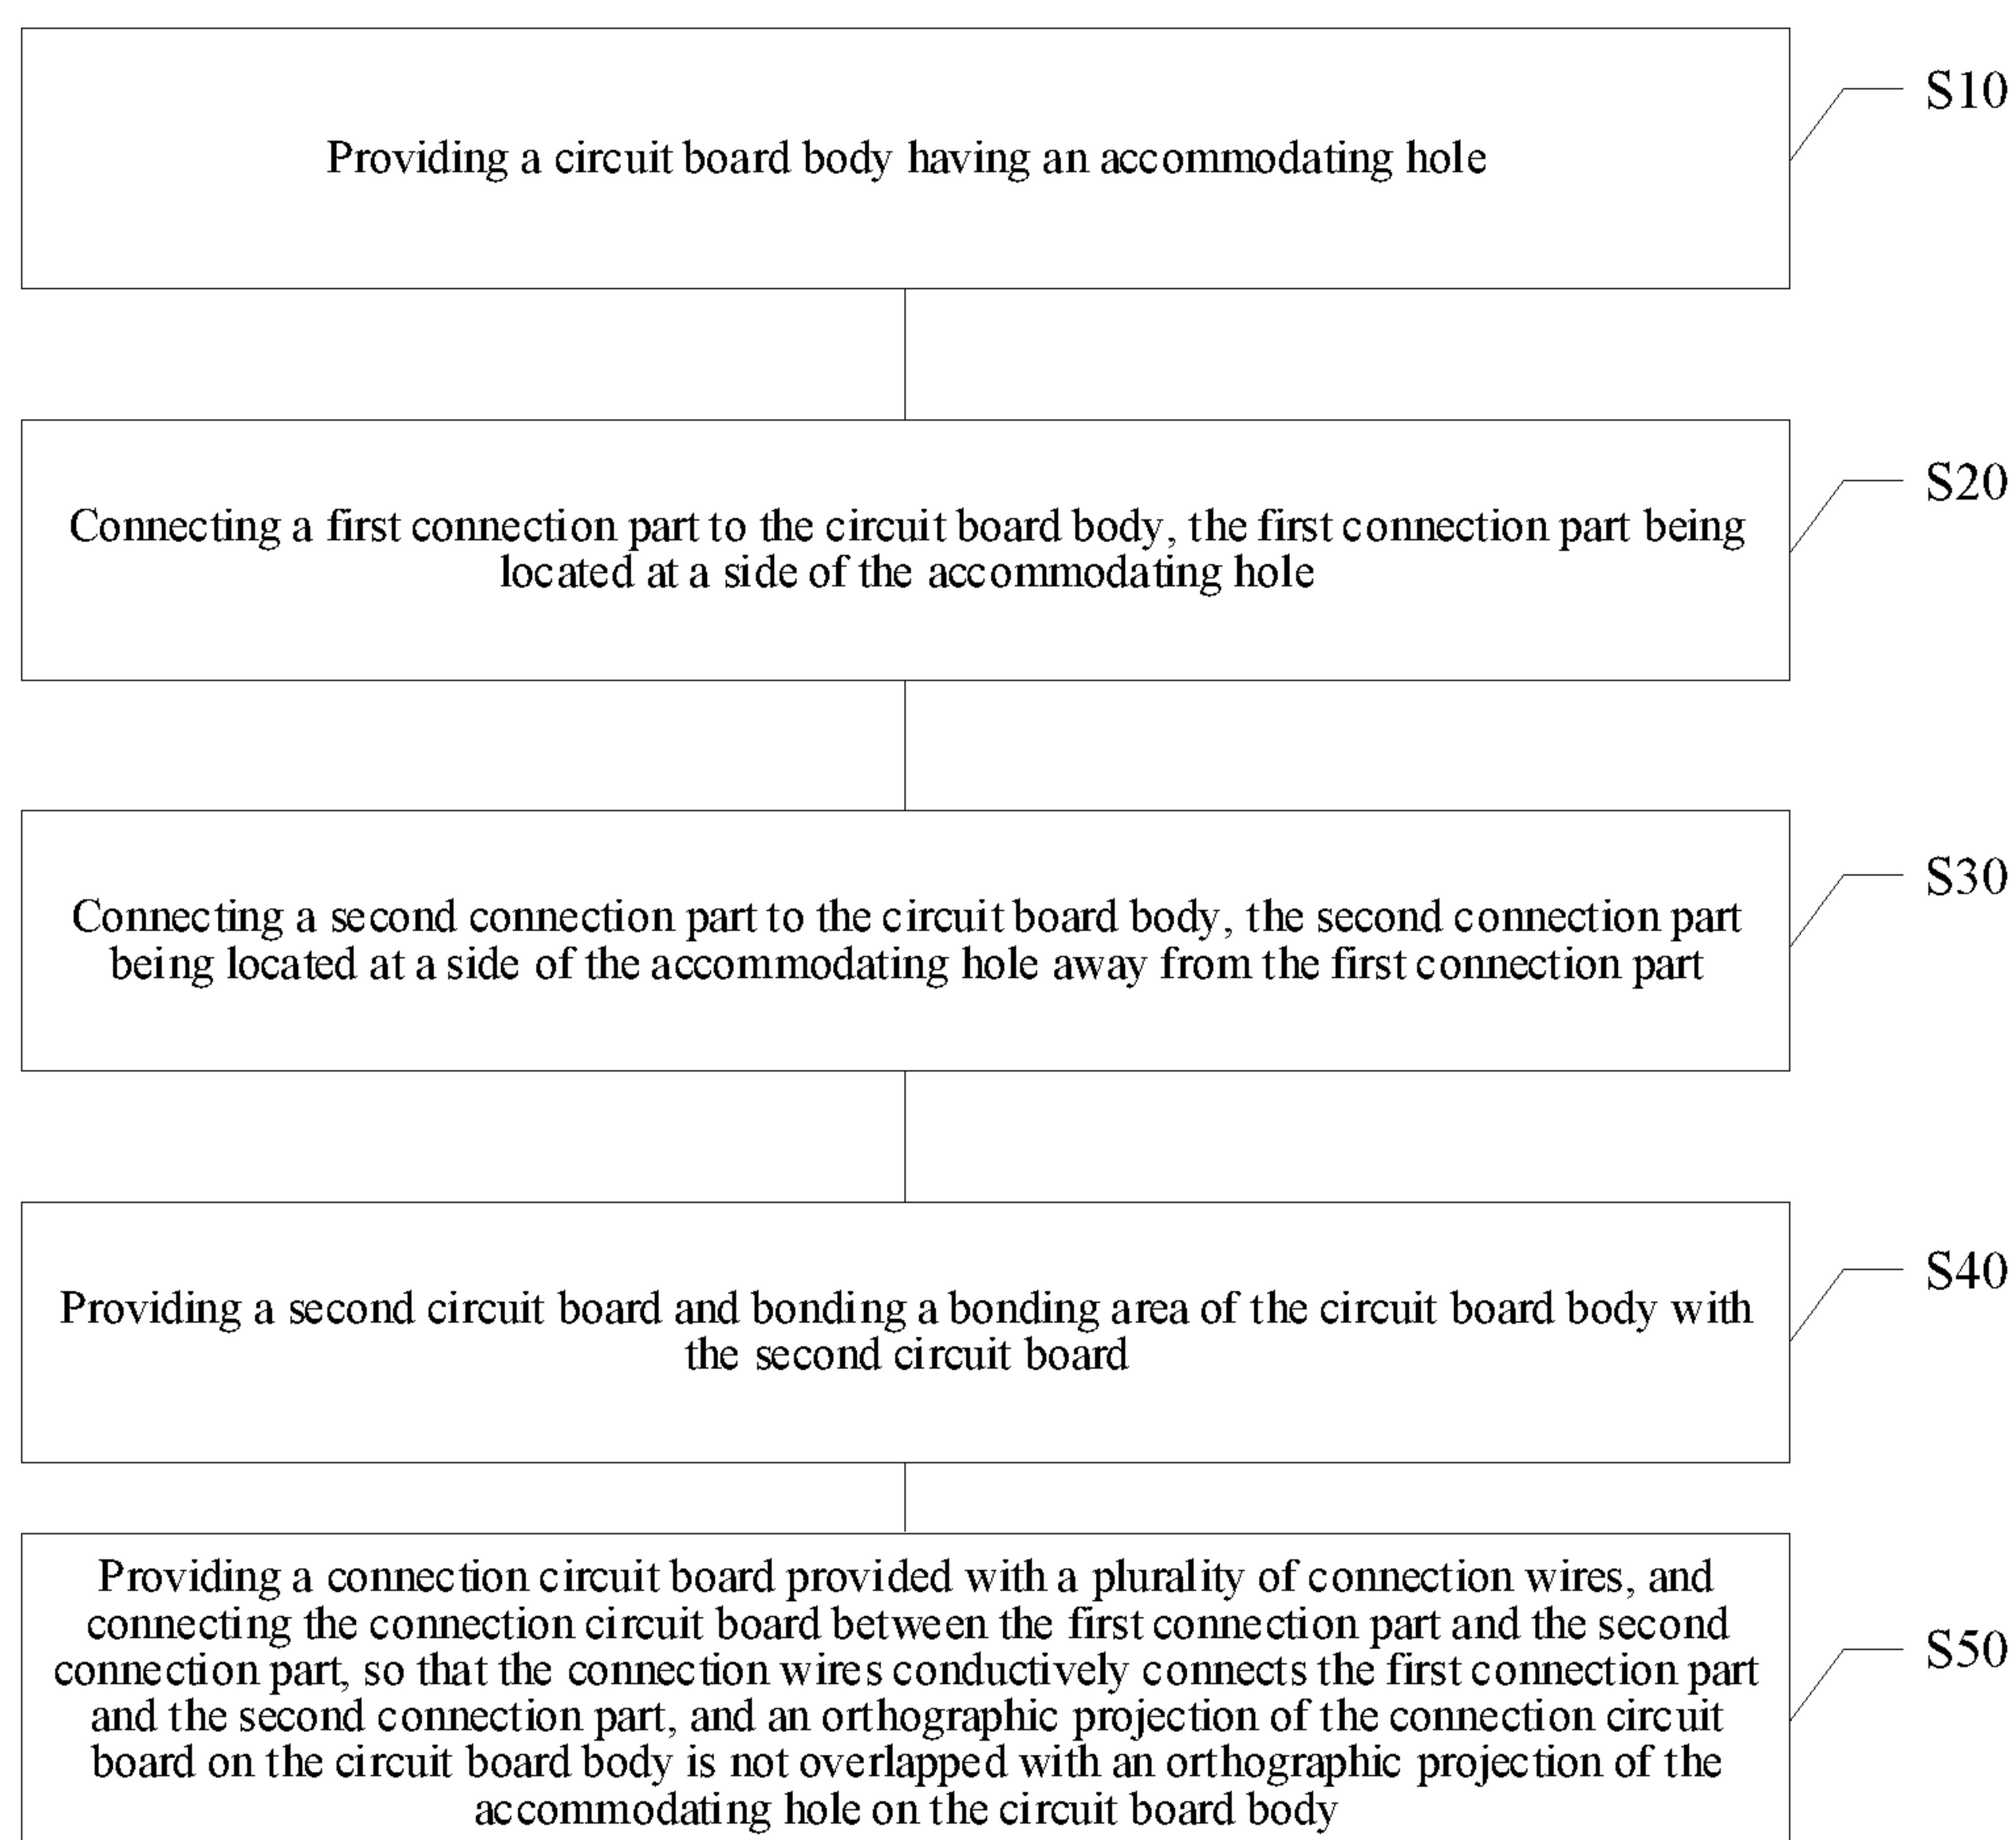 S10
Providing a circuit board body having an accommodating hole
S20
Connecting a first connection part to the circuit board body, the first connection part being
located at a side of the accommodating hole
S30
Connecting a second connection part to the circuit board body, the second connection part
being located at a side of the accommodating hole away from the first connection part
S40
Providing a second circuit board and bonding a bonding area of the circuit board body with
the second circuit board
S50
Providing a connection circuit board provided with a plurality of connection wires, and
connecting the connection circuit board between the first connection part and the second
connection part, so that the connection wires conductively connects the first connection part
and the second connection part, and an orthographic projection of the connection circuit
board on the circuit board body is not overlapped with an orthographic projection of the
accommodating hole on the circuit board body